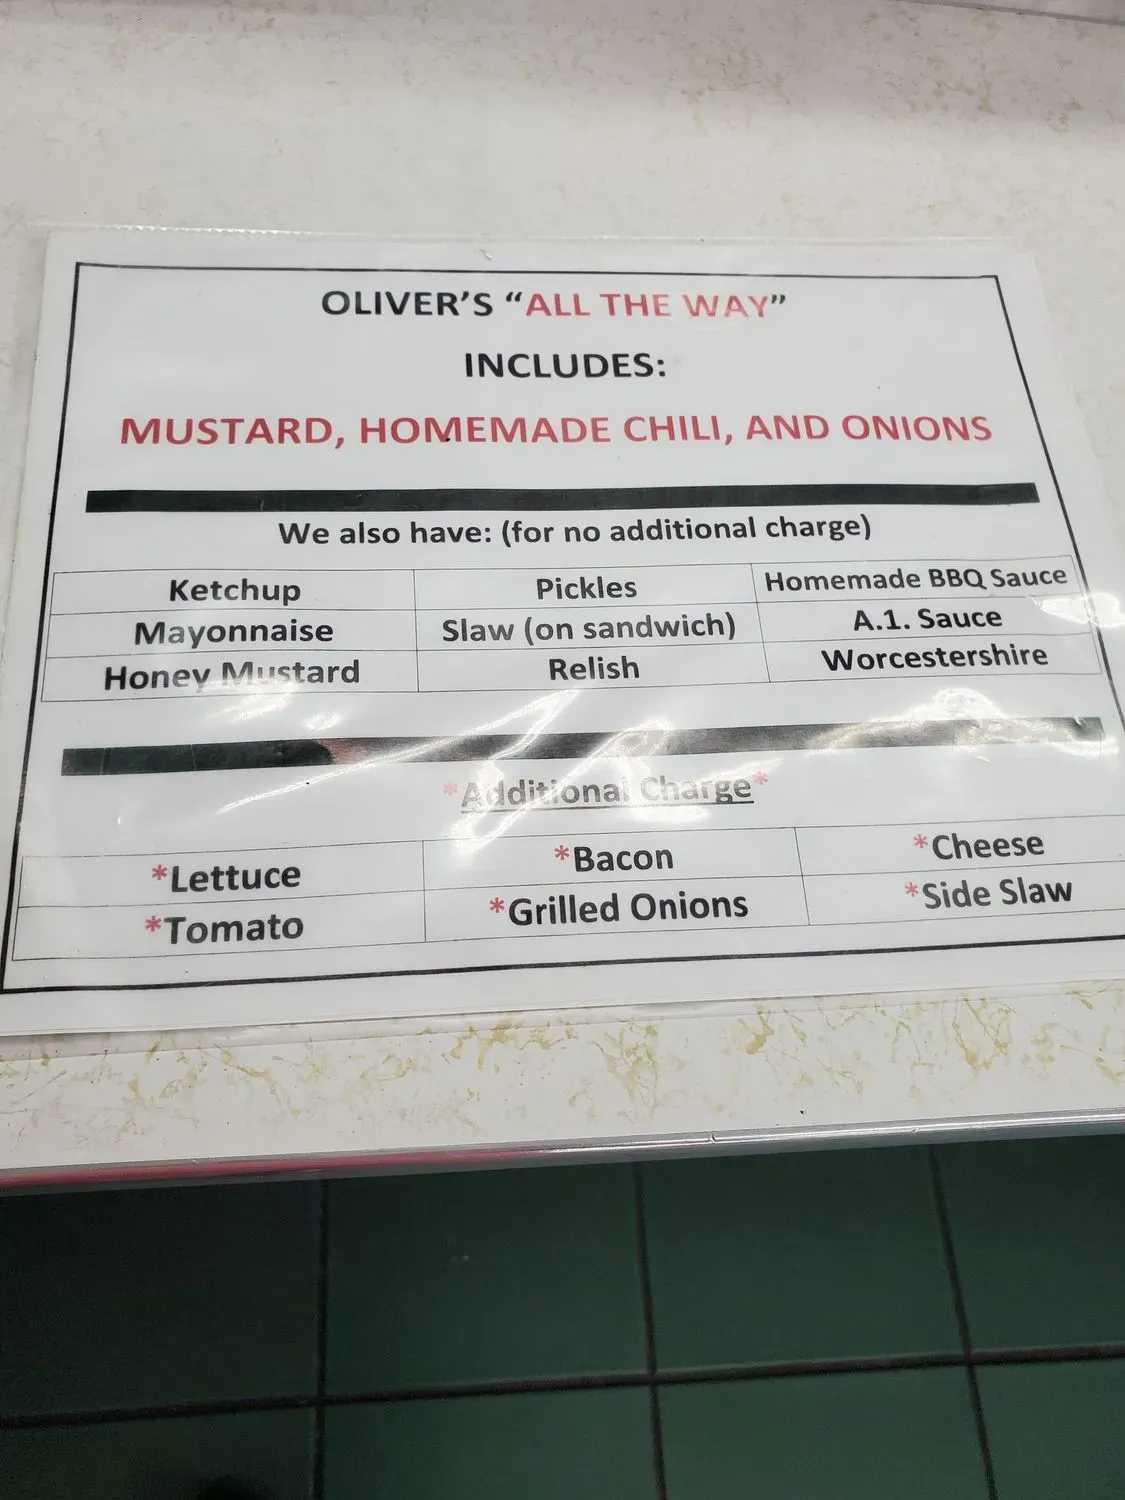 OLIVER'S “ALL THE WAY”
INCLUDES:
MUSTARD, HOMEMADE CHILI, AND ONIONS
We also have: (for no additional charge)
Ketchup Pickles Homemade BBQ Sauce
Mayonnaise Slaw (on sandwich) A.1. Sauce
Honey Mustard Relish Worcestershire
*Additional Charge*
*Lettuce *Bacon *Cheese
*Tomato *Grilled Onions *Side Slaw